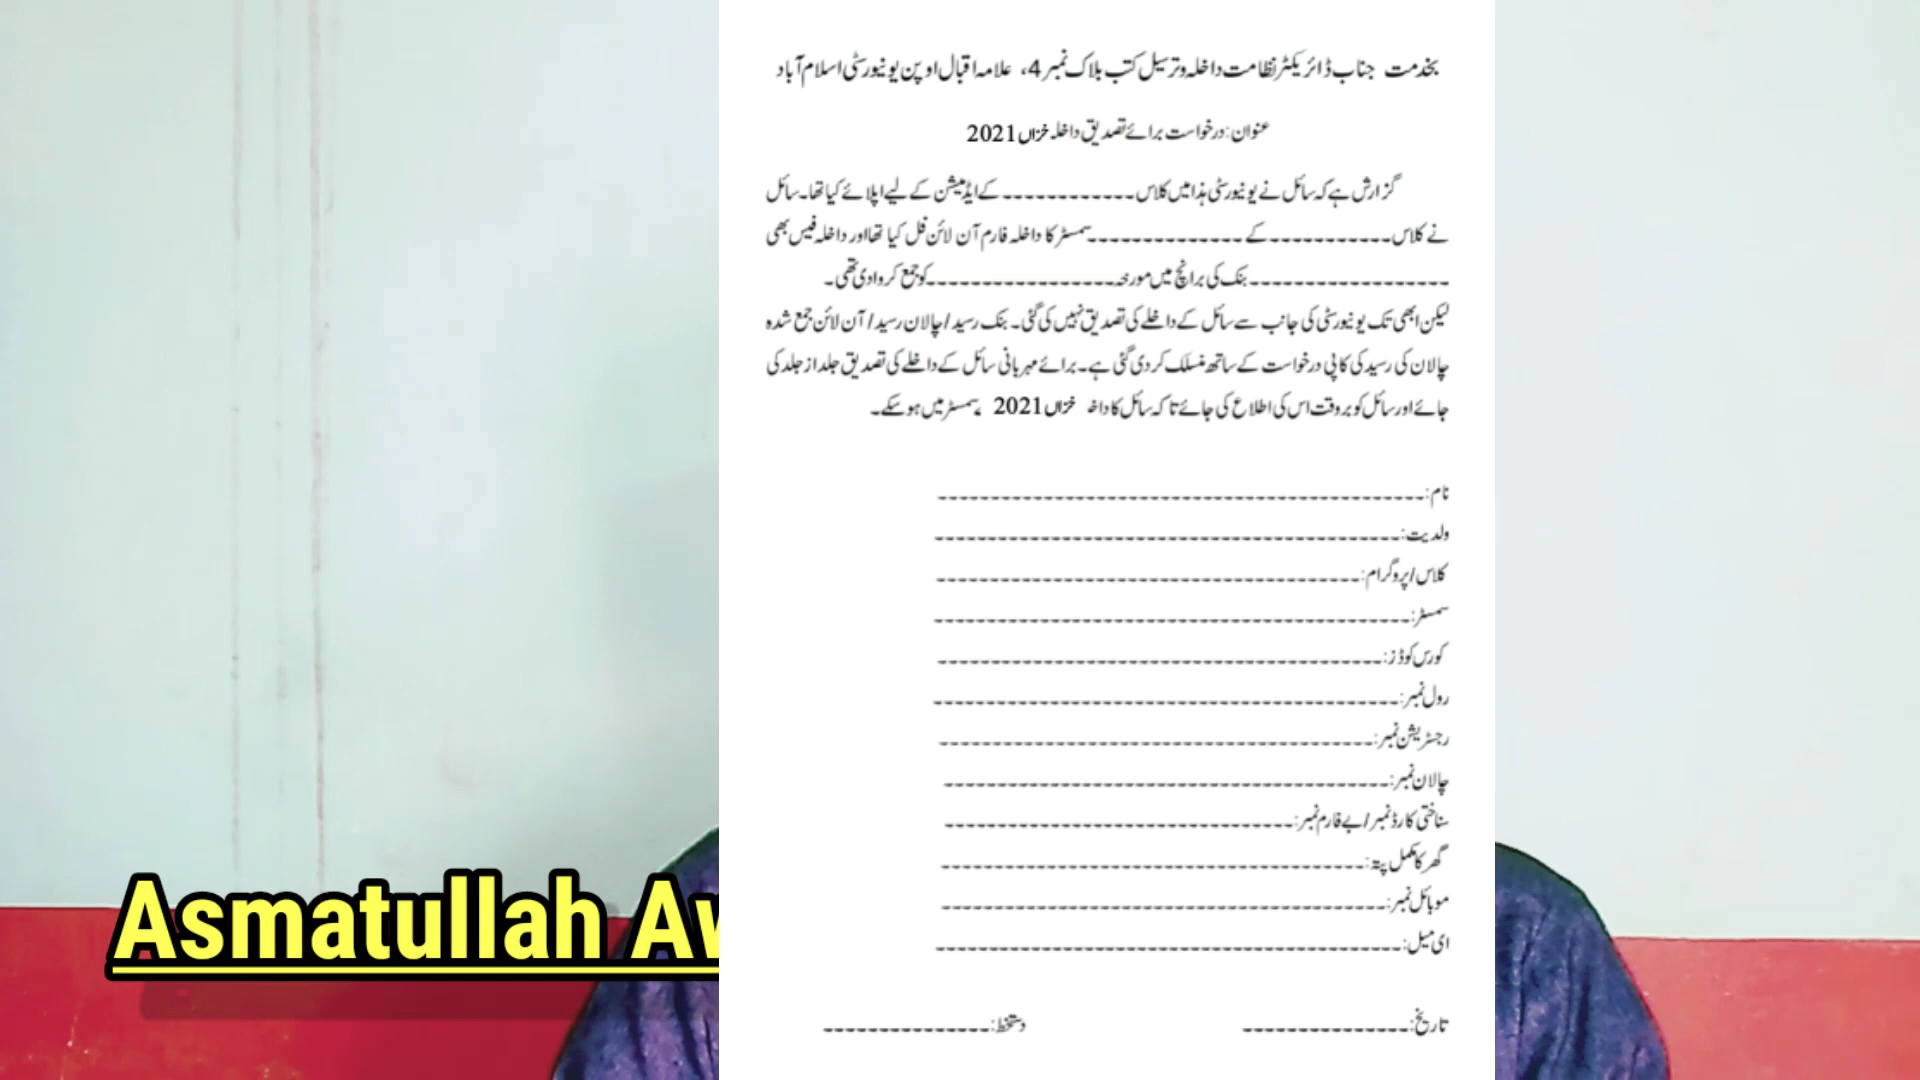 بخدمت جناب ڈائریکٹر نظامت داخلہ و ترسیل کتب بلاک نمبر 4، علامہ اقبال اوپن یونیورسٹی اسلام آباد
عنوان: درخواست برائے تصدیق داخلہ خزاں 2021
گزارش ہے کہ سائل نے یونیورسٹی ہذا میں کلاس ------------ کے ایڈمیشن کے لیے اپلائے کیا تھا۔ سائل
نے کلاس ----------- کے -------------- سمسٹر کا داخلہ فارم آن لائن فل کیا تھا اور داخلہ فیس بھی
------------------ بنک کی برانچ میں مورخہ ----------------- کو جمع کروا دی تھی۔
لیکن ابھی تک یونیورسٹی کی جانب سے سائل کے داخلے کی تصدیق نہیں کی گئی۔ بنک رسید/ چالان رسید/ آن لائن جمع شدہ
چالان کی رسید کی کاپی درخواست کے ساتھ منسلک کر دی گئی ہے۔ برائے مہربانی سائل کے داخلے کی تصدیق جلد از جلد کی
جائے اور سائل کو بروقت اس کی اطلاع کی جائے تاکہ سائل کا داخ خزاں 2021 سمسٹر میں ہو سکے۔
نام: --------------------------------------------
ولدیت: ------------------------------------------
کلاس/پروگرام: --------------------------------------
سمسٹر: -------------------------------------------
کورس کوڈز: ----------------------------------------
رول نمبر: ------------------------------------------
رجسٹریشن نمبر: ---------------------------------------
چالان نمبر: ----------------------------------------
سناختی کارڈ نمبر/ بے فارم نمبر: -------------------------------
گھر کا مکمل پتہ: --------------------------------------
موبائل نمبر: ----------------------------------------
ای میل: ------------------------------------------
تاریخ: --------------- دستخط: ---------------
Asmatullah Aw